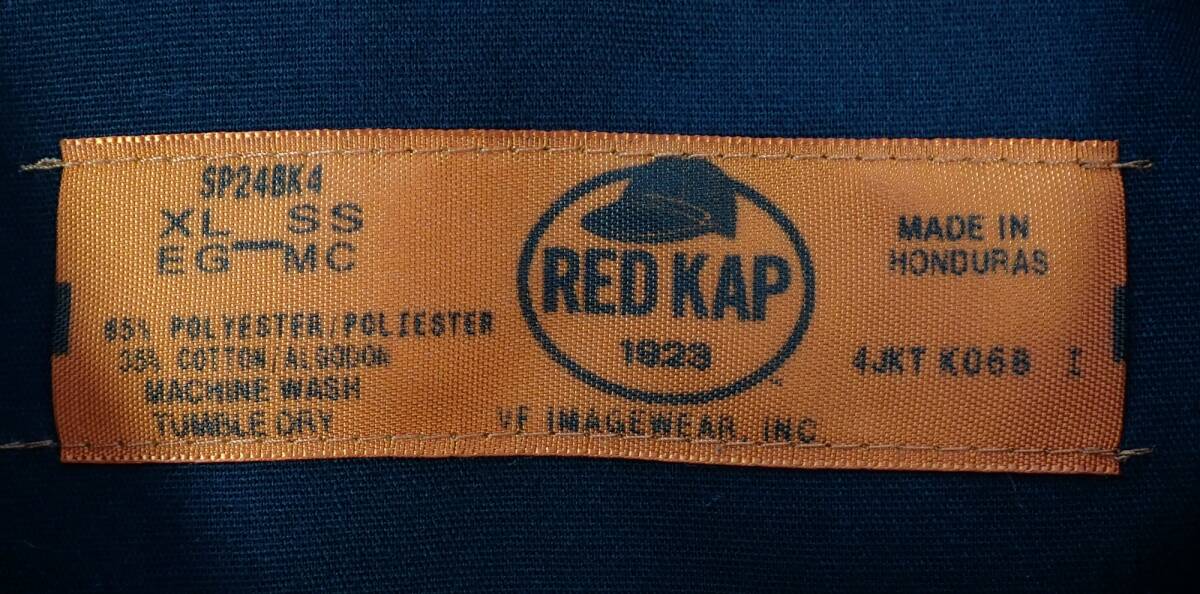 SP24BK4
XL SS
EG MC
65% POLYESTER/POLIESTER
35% COTTON/ALGODON
MACHINE WASH
TUMBLE DRY
RED KAP
1923
VF IMAGEWEAR, INC
MADE IN
HONDURAS
4JKT K068 I